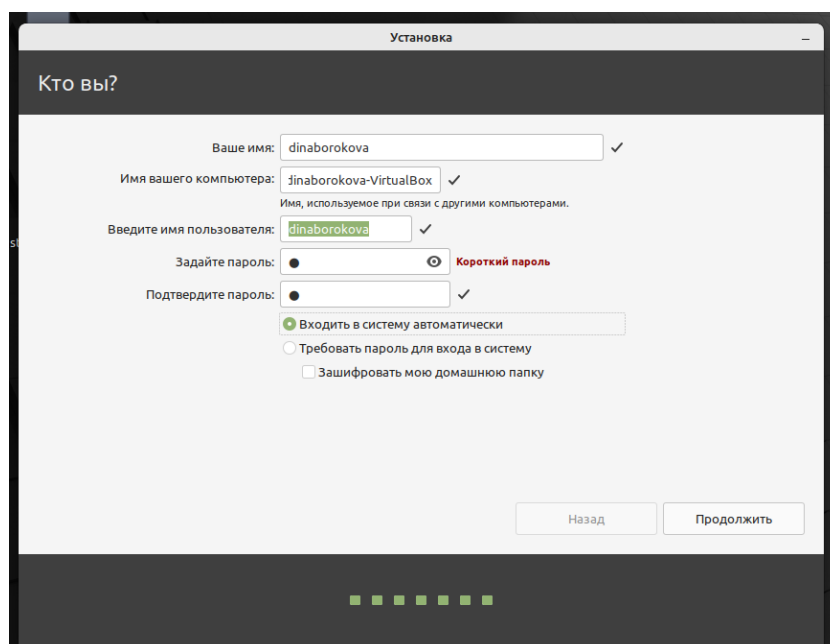 Установка
Кто вы?
Ваше имя: dinaborokova
Имя вашего компьютера: dinaborokova-VirtualBox
Имя, используемое при связи с другими компьютерами.
Введите имя пользователя: dinaborokova
Задайте пароль: ● Короткий пароль
Подтвердите пароль: ●
Входить в систему автоматически
Требовать пароль для входа в систему
Зашифровать мою домашнюю папку
Назад Продолжить